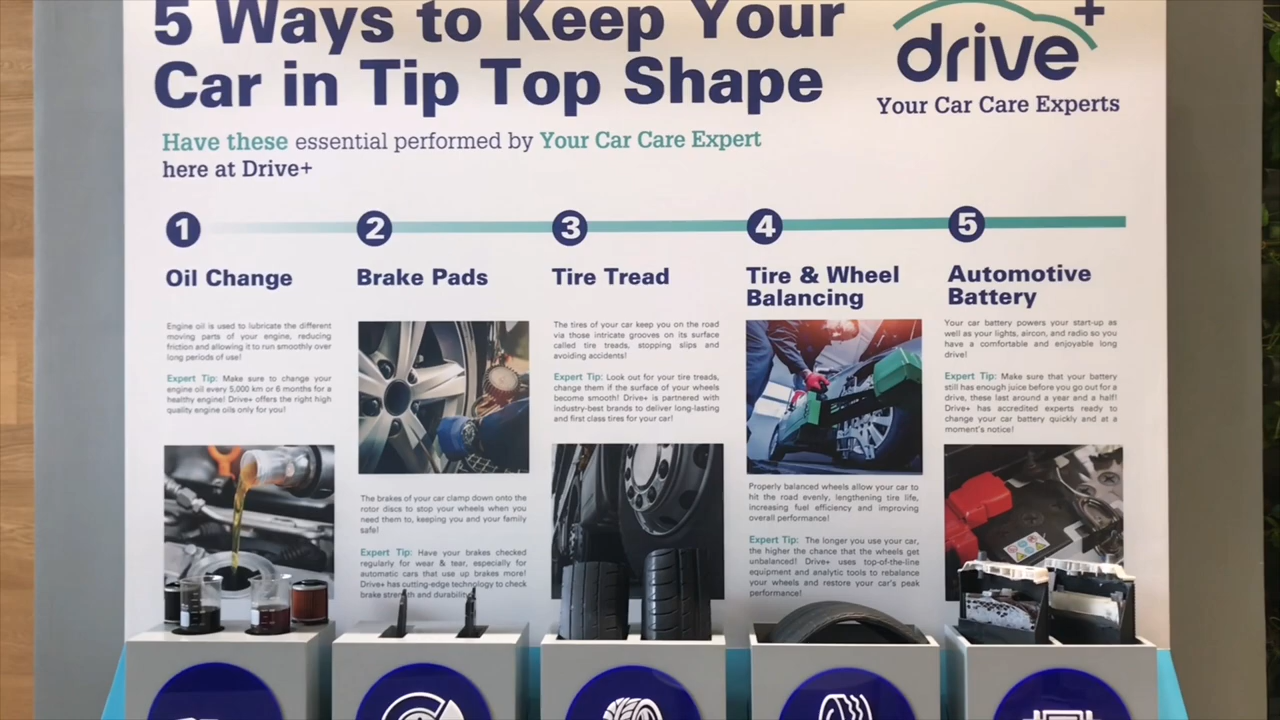 5 Ways to Keep Your
Car in Tip Top Shape
drive+
Your Car Care Experts
Have these essential performed by Your Car Care Expert
here at Drive+
1
Oil Change
Engine oil is used to lubricate the different
moving parts of your engine, reducing
friction and allowing it to run smoothly over
long periods of use!
Expert Tip: Make sure to change your
engine oil every 5,000 km or 6 months for a
healthy engine! Drive+ offers the right high
quality engine oils only for you!
2
Brake Pads
The brakes of your car clamp down onto the
rotor discs to stop your wheels when you
need them to, keeping you and your family
safe!
Expert Tip: Have your brakes checked
regularly for wear & tear, especially for
automatic cars that use up brakes more!
Drive+ has cutting-edge technology to check
brake strength and durability.
3
Tire Tread
The tires of your car keep you on the road
via those intricate grooves on its surface
called tire treads, stopping slips and
avoiding accidents!
Expert Tip: Look out for your tire treads,
change them if the surface of your wheels
become smooth! Drive+ is partnered with
industry-best brands to deliver long-lasting
and first class tires for your car!
4
Tire & Wheel
Balancing
Properly balanced wheels allow your car to
hit the road evenly, lengthening tire life,
increasing fuel efficiency and improving
overall performance!
Expert Tip: The longer you use your car,
the higher the chance that the wheels get
unbalanced! Drive+ uses top-of-the-line
equipment and analytic tools to rebalance
your wheels and restore your car's peak
performance!
5
Automotive
Battery
Your car battery powers your start-up as
well as your lights, aircon, and radio so you
have a comfortable and enjoyable long
drive!
Expert Tip: Make sure that your battery
still has enough juice before you go out for a
drive, these last around a year and a half!
Drive+ has accredited experts ready to
change your car battery quickly and at a
moment's notice!